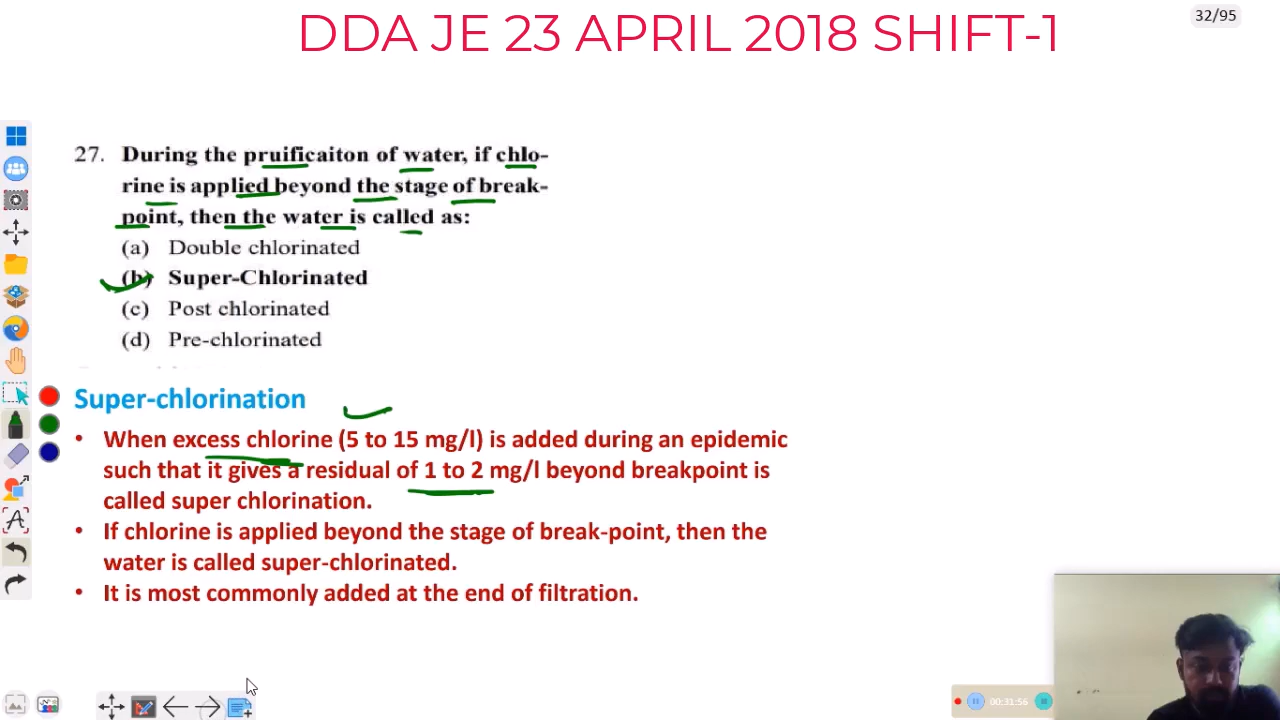 32/95
DDA JE 23 APRIL 2018 SHIFT-1
27. During the pruificaiton of water, if chlo-
rine is applied beyond the stage of break-
point, then the water is called as:
(a) Double chlorinated
(b) Super-Chlorinated
(c) Post chlorinated
(d) Pre-chlorinated
Super-chlorination
• When excess chlorine (5 to 15 mg/l) is added during an epidemic
such that it gives a residual of 1 to 2 mg/l beyond breakpoint is
called super chlorination.
• If chlorine is applied beyond the stage of break-point, then the
water is called super-chlorinated.
• It is most commonly added at the end of filtration.
00:31:56